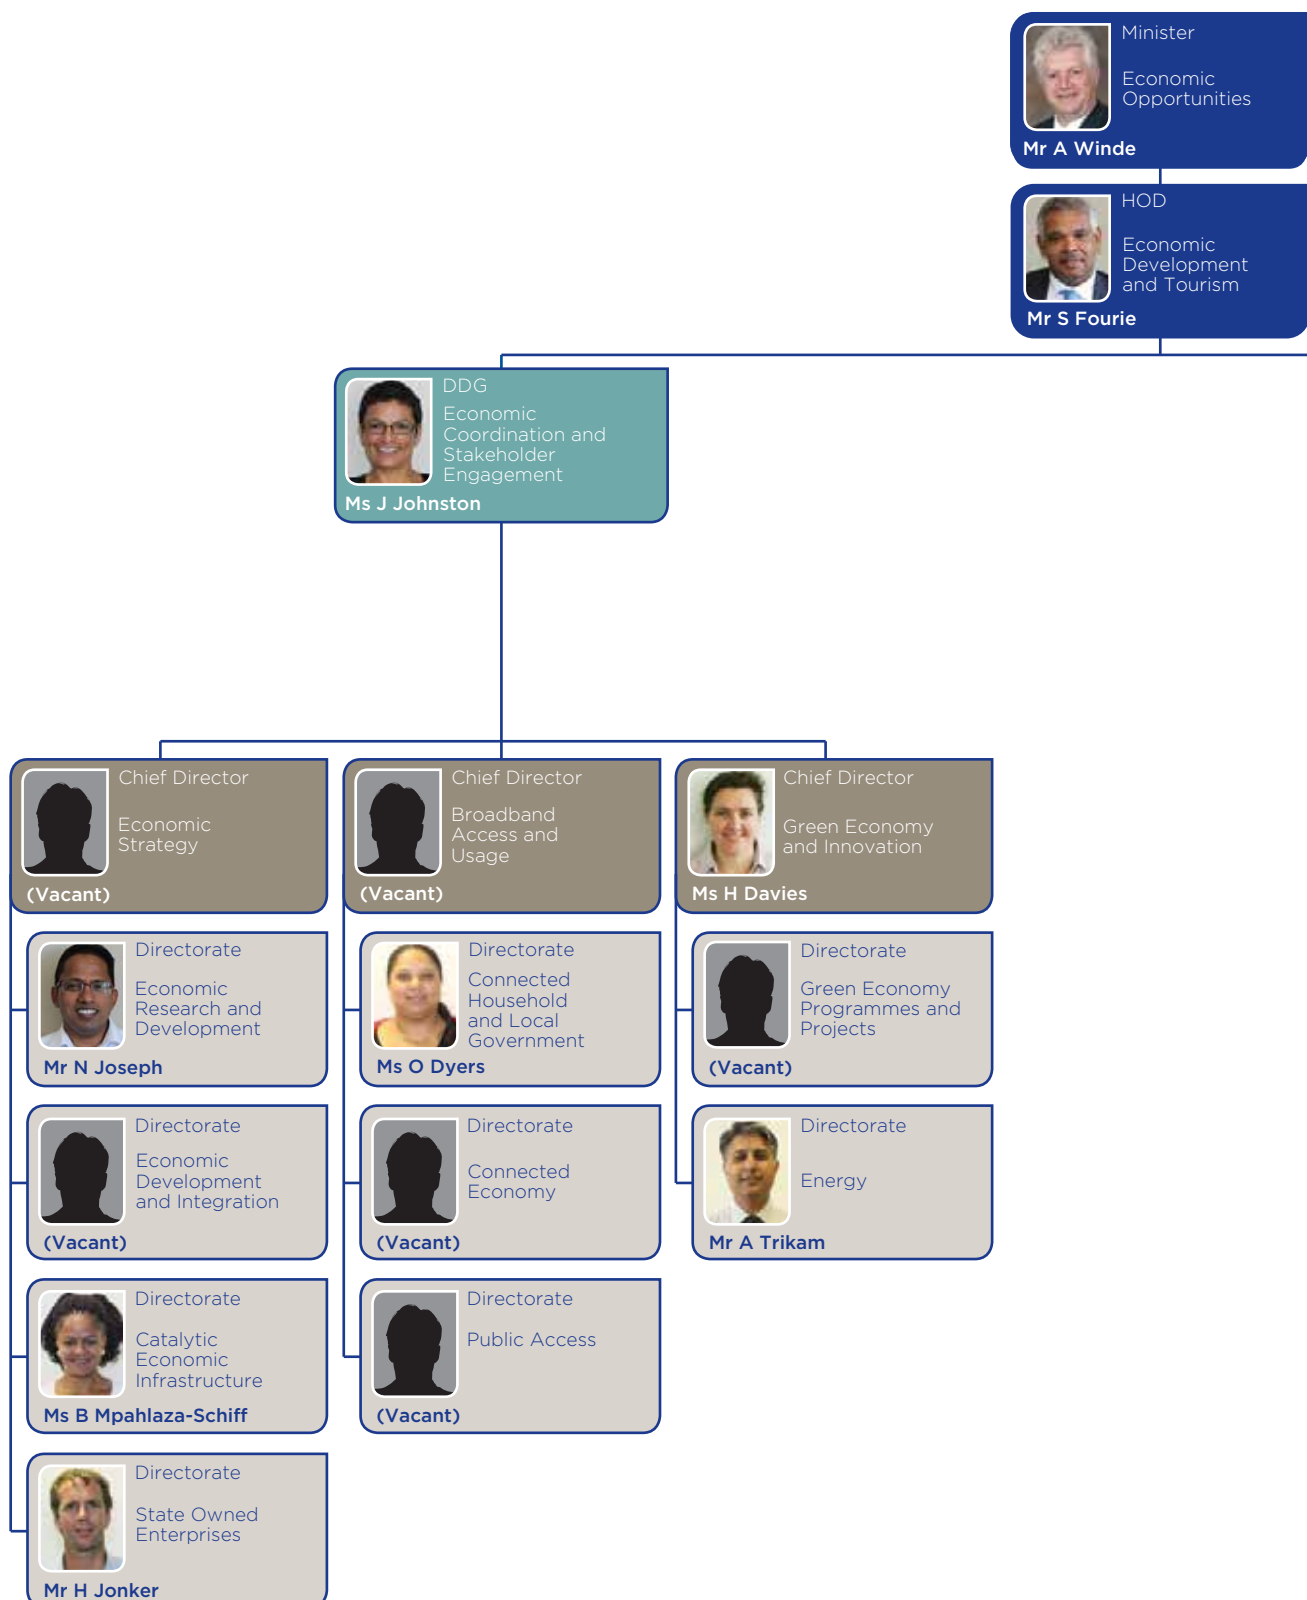 Minister
Economic
Opportunities
Mr A Winde
HOD
Economic
Development
and Tourism
Mr S Fourie
DDG
Economic
Coordination and
Stakeholder
Engagement
Ms J Johnston
Chief Director
Economic
Strategy
(Vacant)
Directorate
Economic
Research and
Development
Mr N Joseph
Directorate
Economic
Development
and Integration
(Vacant)
Directorate
Catalytic
Economic
Infrastructure
Ms B Mpahlaza-Schiff
Directorate
State Owned
Enterprises
Mr H Jonker
Chief Director
Broadband
Access and
Usage
(Vacant)
Directorate
Connected
Household
and Local
Government
Ms O Dyers
Directorate
Connected
Economy
(Vacant)
Directorate
Public Access
(Vacant)
Chief Director
Green Economy
and Innovation
Ms H Davies
Directorate
Green Economy
Programmes and
Projects
(Vacant)
Directorate
Energy
Mr A Trikam